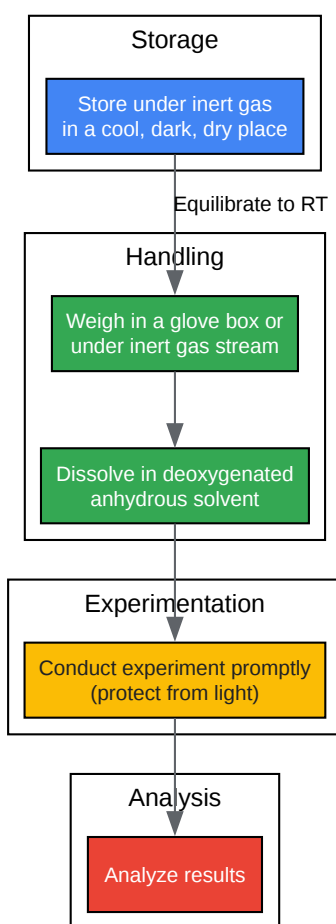 Storage
Store under inert gas
in a cool, dark, dry place
Equilibrate to RT
Handling
Weigh in a glove box or
under inert gas stream
Dissolve in deoxygenated
anhydrous solvent
Experimentation
Conduct experiment promptly
(protect from light)
Analysis
Analyze results